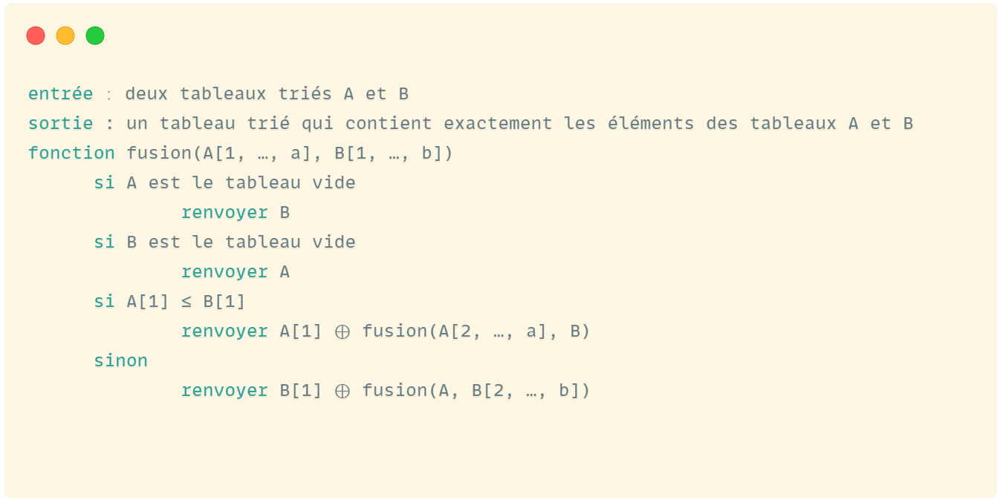 entrée : deux tableaux triés A et B
sortie : un tableau trié qui contient exactement les éléments des tableaux A et B
fonction fusion(A[1, …, a], B[1, …, b])
si A est le tableau vide
renvoyer B
si B est le tableau vide
renvoyer A
si A[1] ≤ B[1]
renvoyer A[1] ⊕ fusion(A[2, …, a], B)
sinon
renvoyer B[1] ⊕ fusion(A, B[2, …, b])